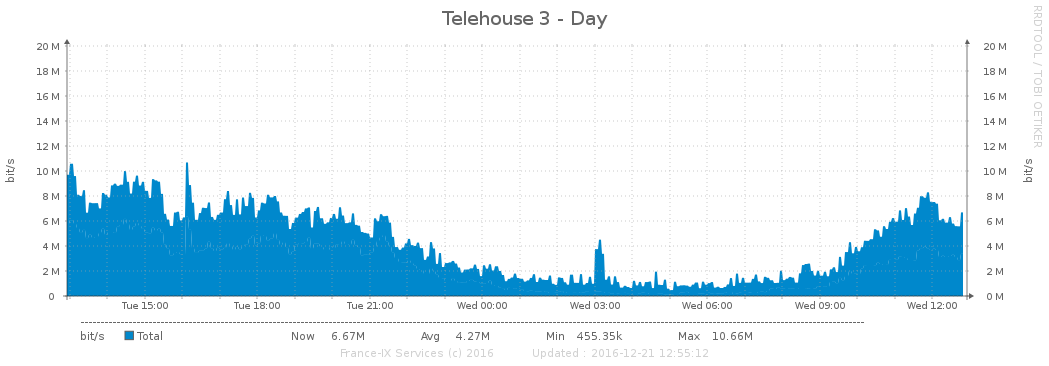 Telehouse 3 - Day
RRDTOOL / TOBI OETIKER
bit/s
20 M 20 M
18 M 18 M
16 M 16 M
14 M 14 M
12 M 12 M
10 M 10 M
8 M 8 M
6 M 6 M
4 M 4 M
2 M 2 M
0 0 M
bit/s
Tue 15:00 Tue 18:00 Tue 21:00 Wed 00:00 Wed 03:00 Wed 06:00 Wed 09:00 Wed 12:00
bit/s Total Now 6.67M Avg 4.27M Min 455.35k Max 10.66M
France-IX Services (c) 2016 Updated : 2016-12-21 12:55:12